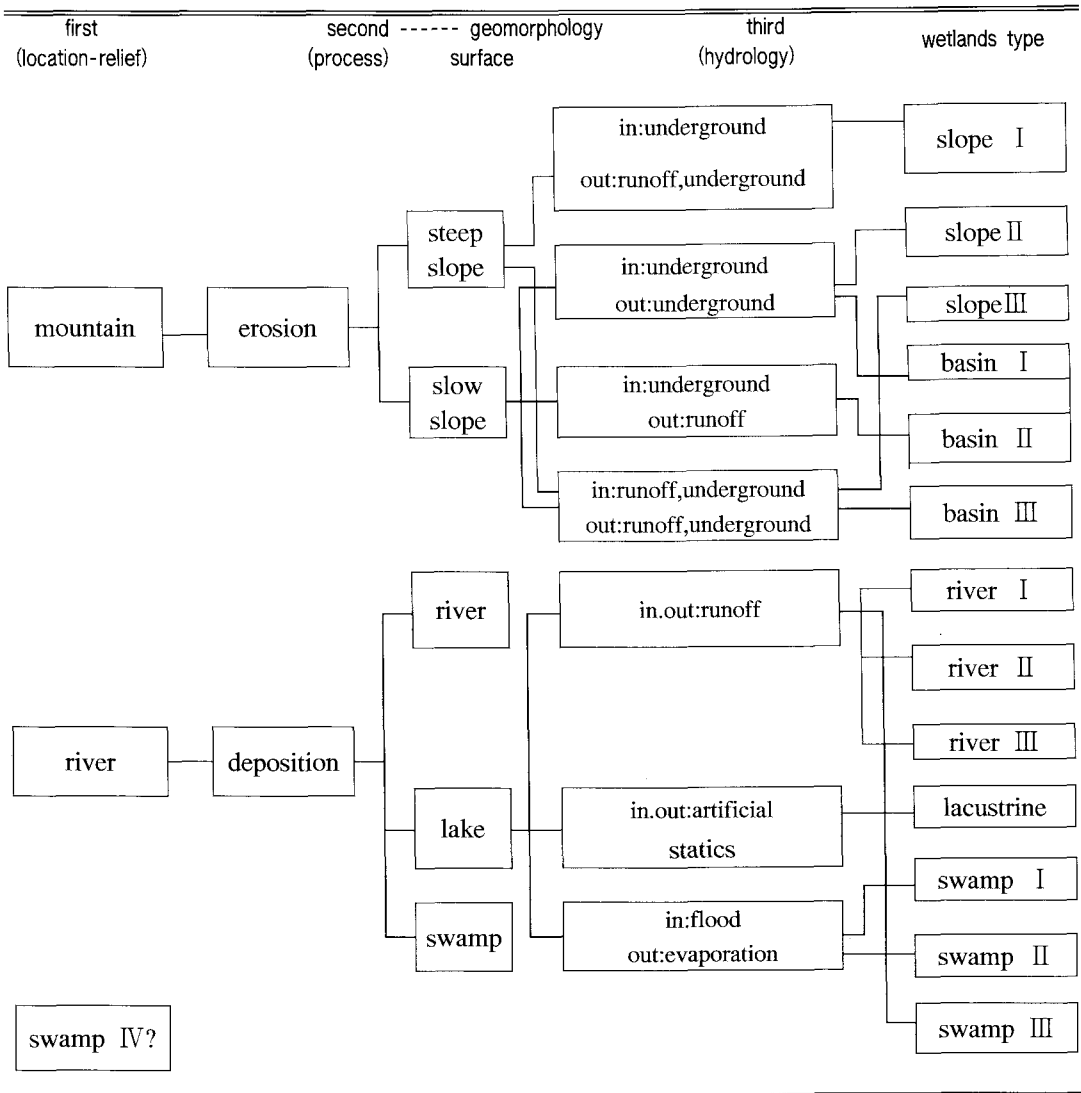 first
(location-relief)
second ------ geomorphology
(process) surface
third
(hydrology)
wetlands type
in:underground
out:runoff,underground
slope Ⅰ
steep
slope
in:underground
out:underground
slope Ⅱ
slope Ⅲ
mountain
erosion
basin Ⅰ
slow
slope
in:underground
out:runoff
basin Ⅱ
in:runoff,underground
out:runoff,underground
basin Ⅲ
river
in.out:runoff
river Ⅰ
river Ⅱ
river Ⅲ
river
deposition
lake
in.out:artificial
statics
lacustrine
swamp Ⅰ
swamp
in:flood
out:evaporation
swamp Ⅱ
swamp Ⅲ
swamp Ⅳ?